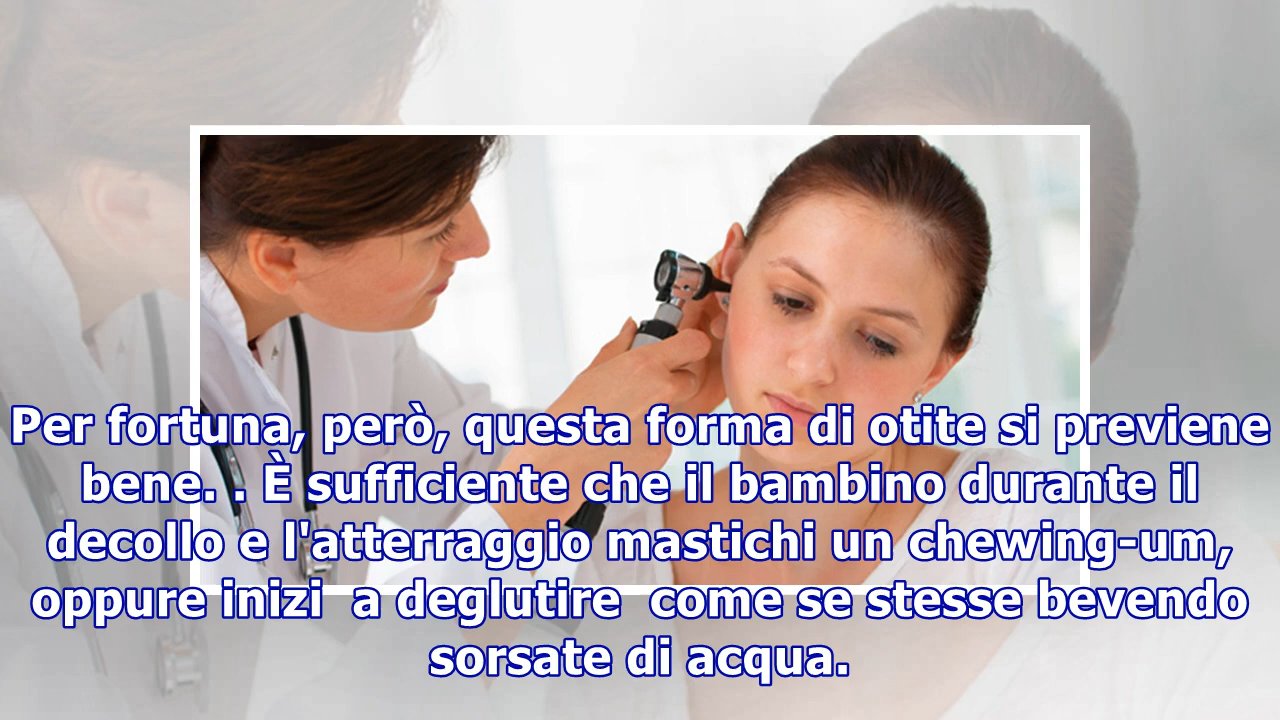 Per fortuna, però, questa forma di otite si previene
bene. . È sufficiente che il bambino durante il
decollo e l'atterraggio mastichi un chewing-um,
oppure inizi  a deglutire  come se stesse bevendo
sorsate di acqua.